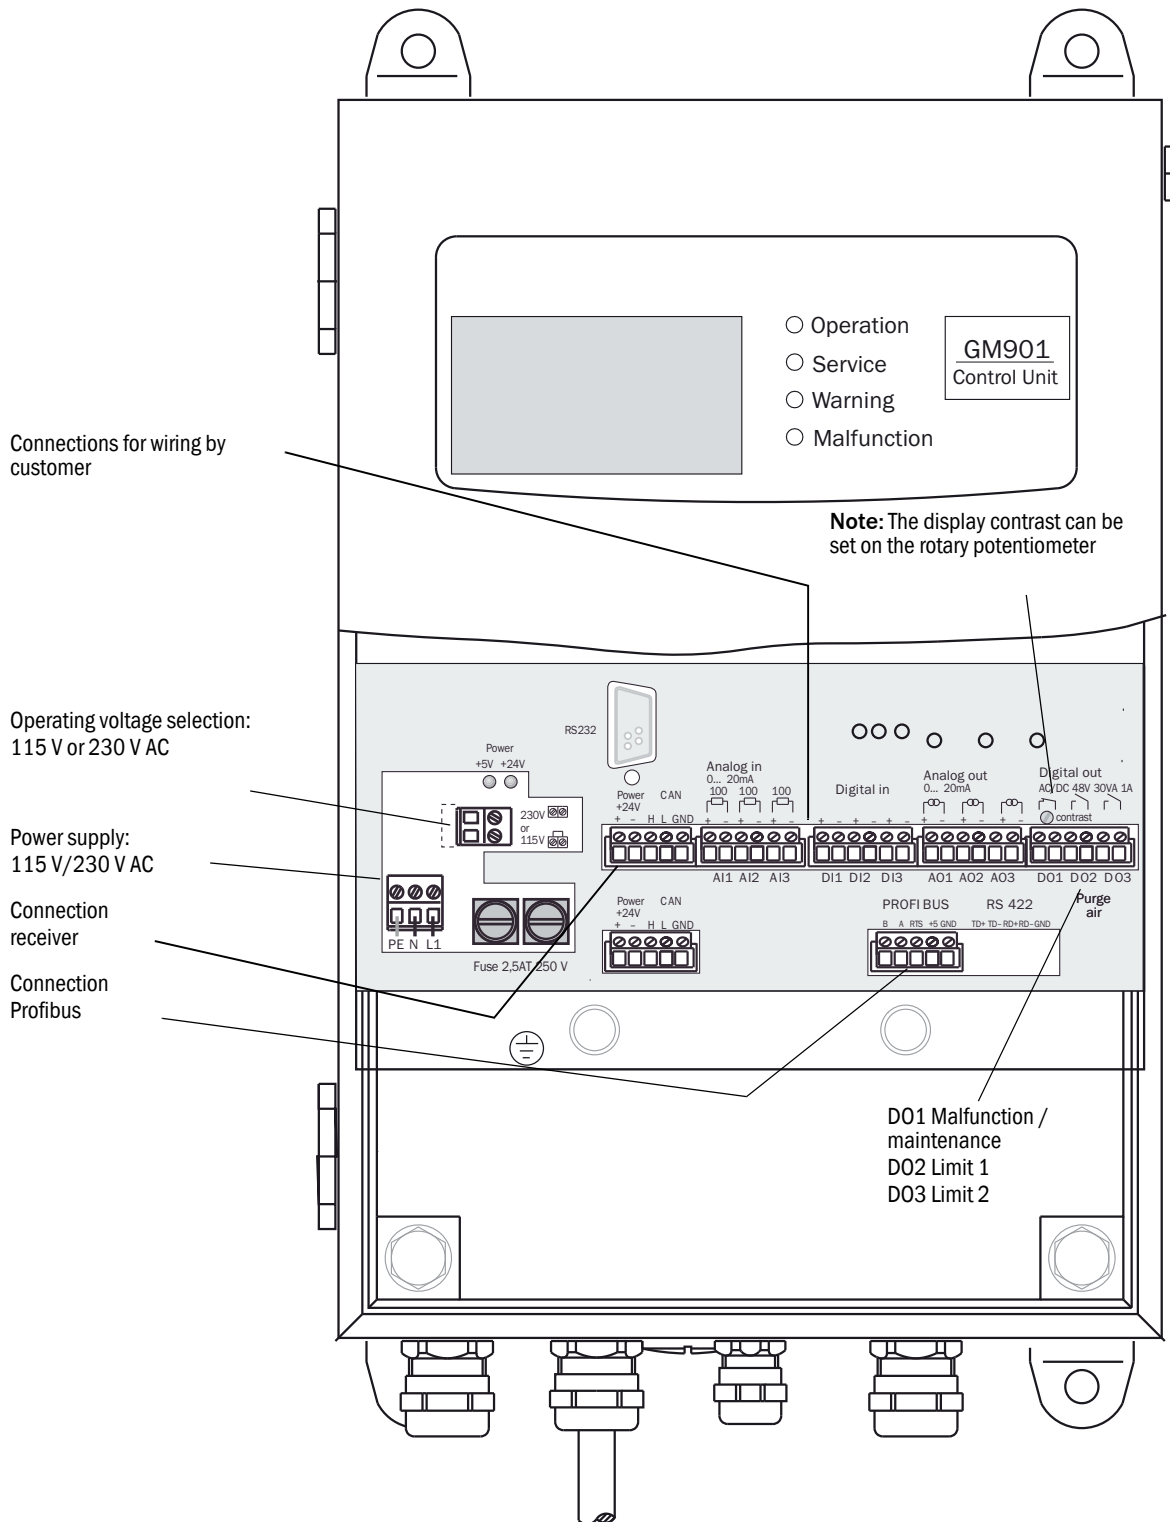 Operation
Service
Warning
Malfunction
GM901
Control Unit
Connections for wiring by
customer
Note: The display contrast can be
set on the rotary potentiometer
Operating voltage selection:
115 V or 230 V AC
Power supply:
115 V/230 V AC
Connection
receiver
Connection
Profibus
RS232
Power
+5V +24V
230V
or
115V
PE N L1
Fuse 2,5AT 250 V
Power CAN
+24V
+ – H L GND
Analog in
0... 20mA
100 100 100
+ – + – + –
AI1 AI2 AI3
Digital in
+ – + – + –
DI1 DI2 DI3
Analog out
0... 20mA
+ – + – + –
AO1 AO2 AO3
Digital out
AC/DC 48V 30VA 1A
contrast
DO1 DO2 DO3
Purge
air
Power CAN
+24V
+ – H L GND
PROFIBUS RS 422
B A RTS +5 GND TD+ TD- RD+ RD- GND
DO1 Malfunction /
maintenance
DO2 Limit 1
DO3 Limit 2